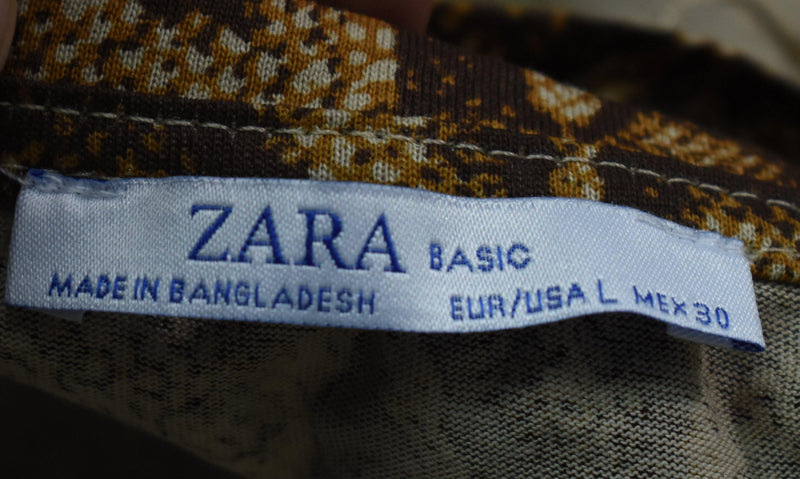 ZARA BASIC
MADE IN BANGLADESH EUR/USA L MEX 30